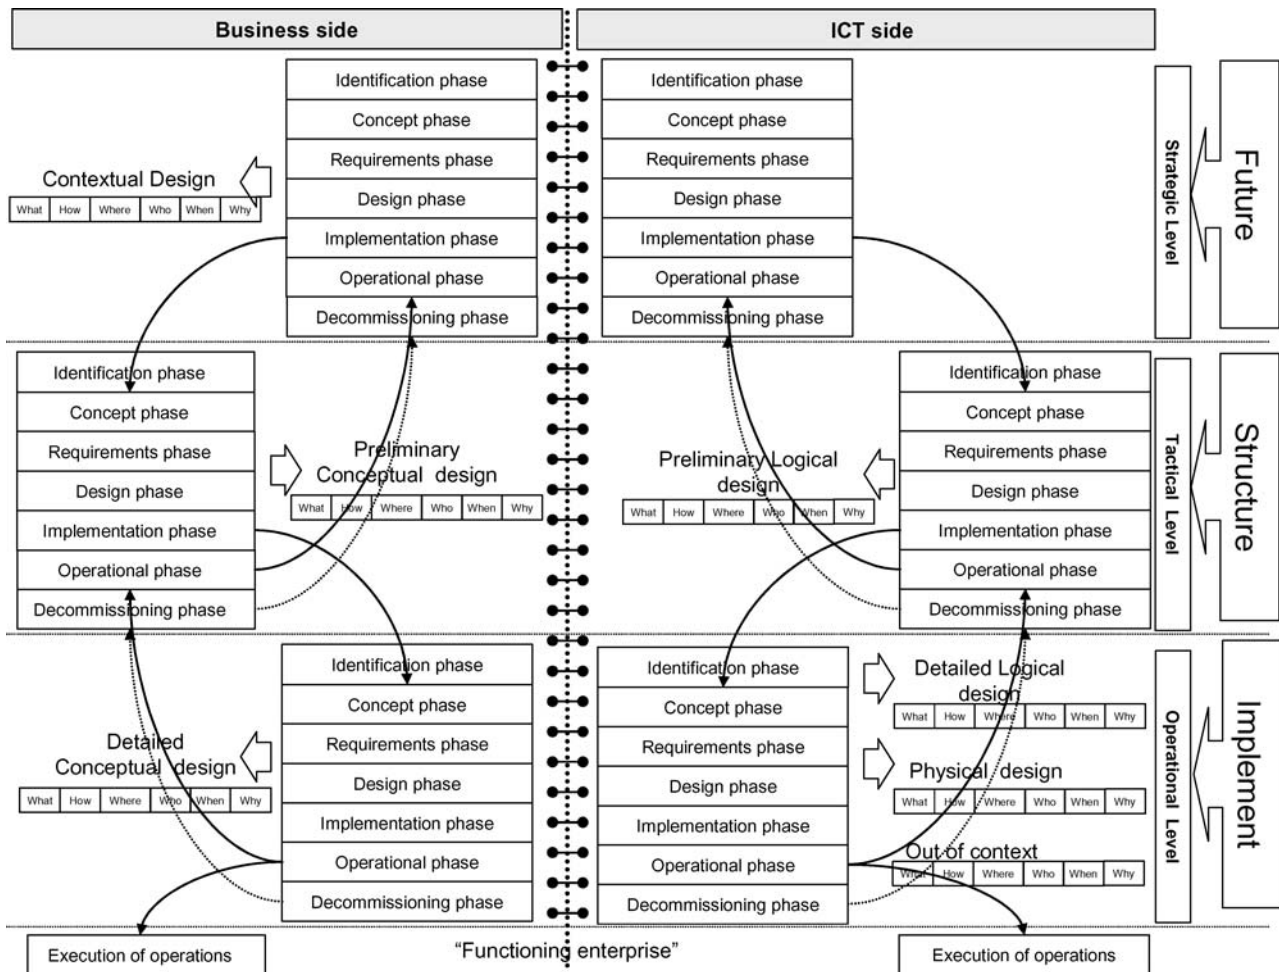 Business side
ICT side
Identification phase
Concept phase
Requirements phase
Design phase
Implementation phase
Operational phase
Decommissioning phase
Contextual Design
What How Where Who When Why
Identification phase
Concept phase
Requirements phase
Design phase
Implementation phase
Operational phase
Decommissioning phase
Strategic Level
Future
Identification phase
Concept phase
Requirements phase
Design phase
Implementation phase
Operational phase
Decommissioning phase
Preliminary
Conceptual design
What How Where Who When Why
Preliminary Logical
design
What How Where Who When Why
Identification phase
Concept phase
Requirements phase
Design phase
Implementation phase
Operational phase
Decommissioning phase
Tactical Level
Structure
Detailed
Conceptual design
What How Where Who When Why
Identification phase
Concept phase
Requirements phase
Design phase
Implementation phase
Operational phase
Decommissioning phase
Identification phase
Concept phase
Requirements phase
Design phase
Implementation phase
Operational phase
Decommissioning phase
Detailed Logical
design
What How Where Who When Why
Physical design
What How Where Who When Why
Out of context
What How Where Who When Why
Operational Level
Implement
Execution of operations
“Functioning enterprise”
Execution of operations